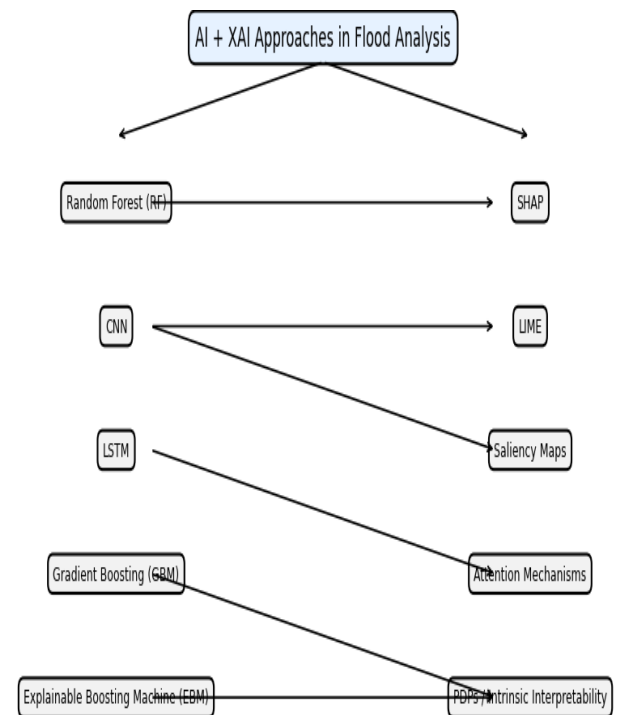 AI + XAI Approaches in Flood Analysis
Random Forest (RF)
SHAP
CNN
LIME
LSTM
Saliency Maps
Gradient Boosting (GBM)
Attention Mechanisms
Explainable Boosting Machine (EBM)
PDPs / Intrinsic Interpretability